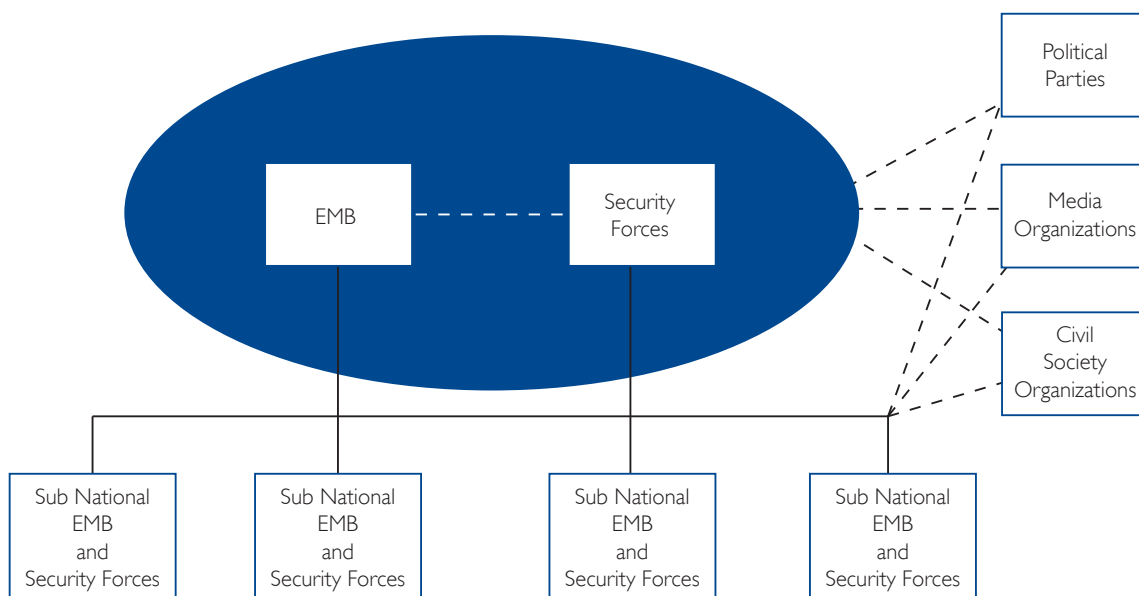 Political
Parties
EMB
Security
Forces
Media
Organizations
Civil
Society
Organizations
Sub National
EMB
and
Security Forces
Sub National
EMB
and
Security Forces
Sub National
EMB
and
Security Forces
Sub National
EMB
and
Security Forces